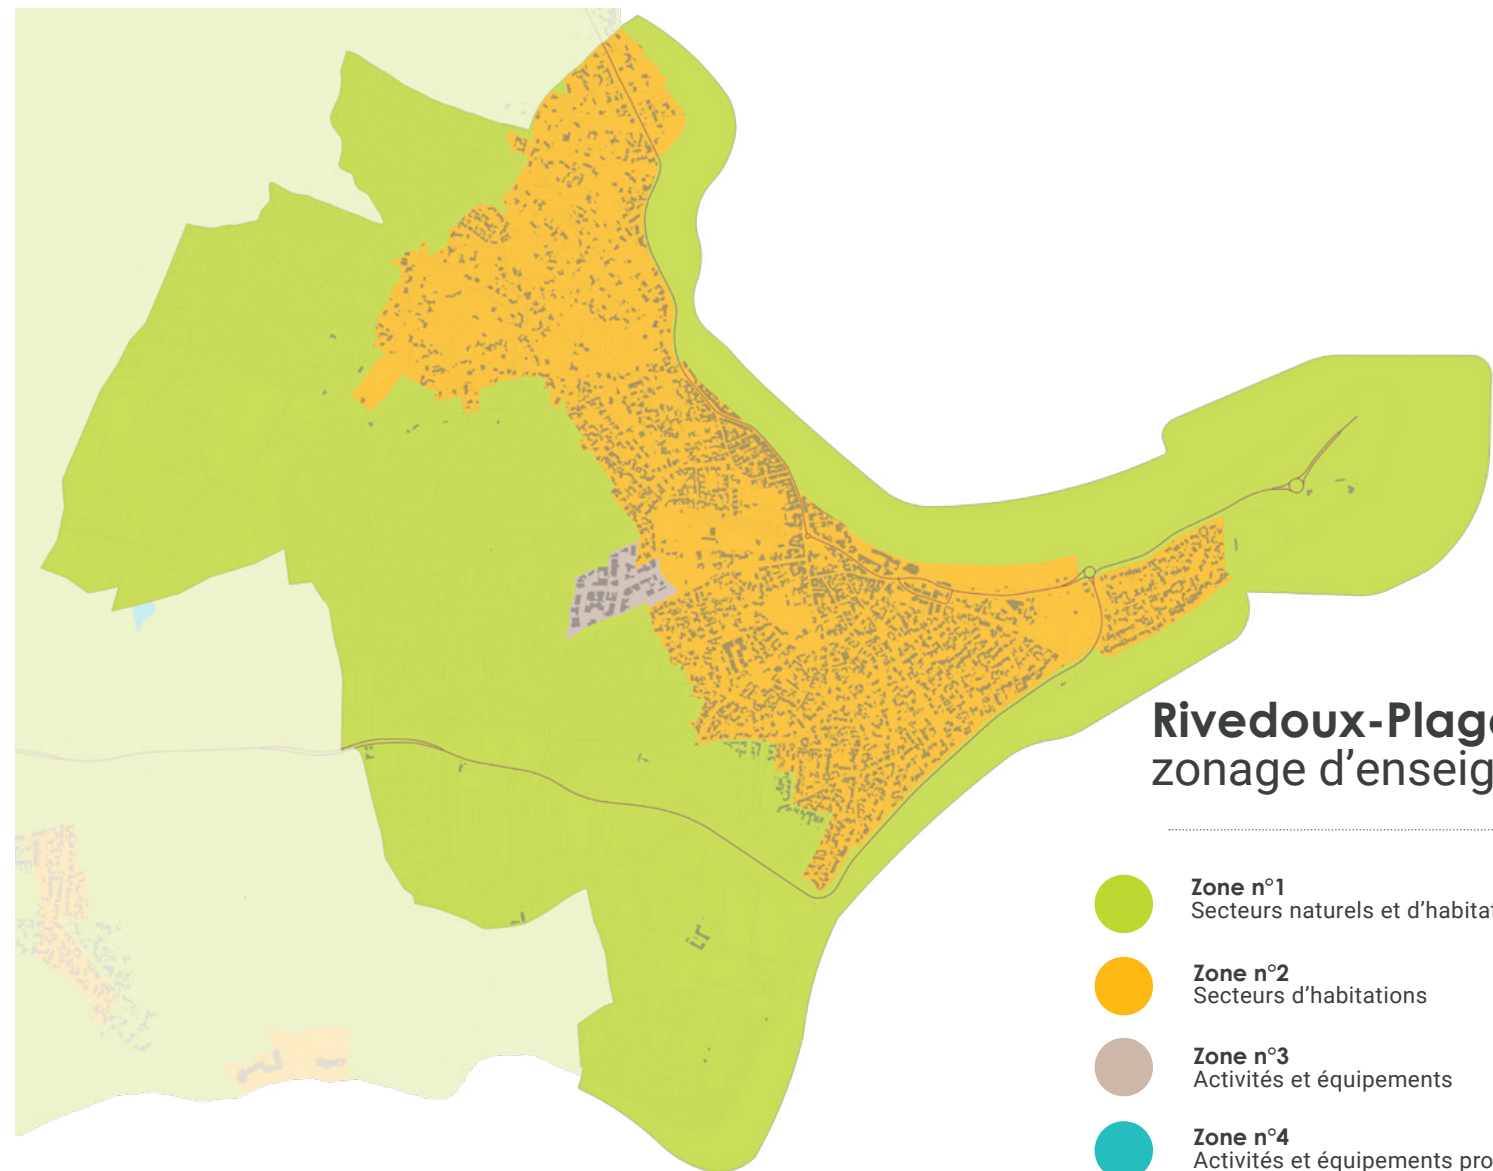 Rivedoux-Plage
zonage d’enseig
Zone n°1
Secteurs naturels et d’habita
Zone n°2
Secteurs d’habitations
Zone n°3
Activités et équipements
Zone n°4
Activités et équipements pro